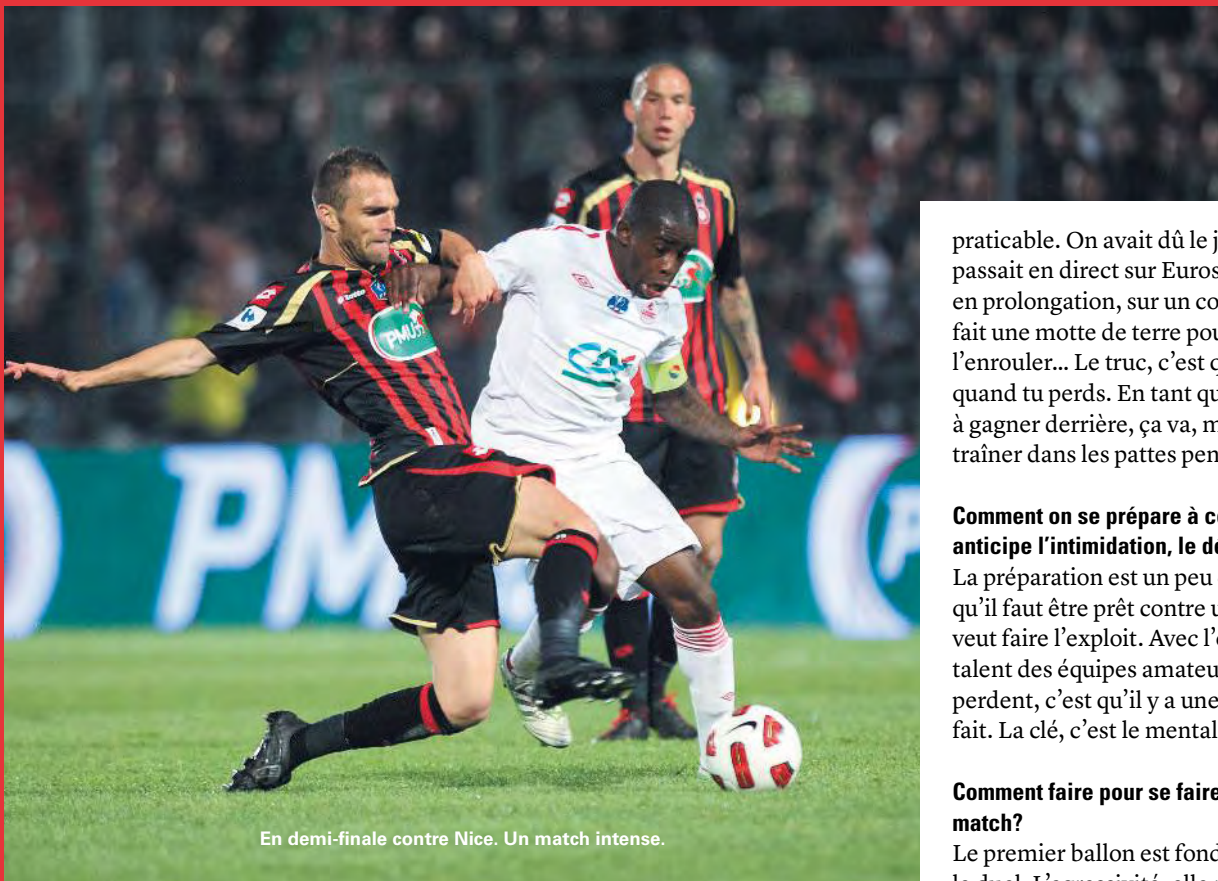 PMU
PM
P
En demi-finale contre Nice. Un match intense.
praticable. On avait dû le j
passait en direct sur Euros
en prolongation, sur un co
fait une motte de terre pou
l’enrouler... Le truc, c’est q
quand tu perds. En tant qu
à gagner derrière, ça va, m
traîner dans les pattes pen
Comment on se prépare à ce
anticipe l’intimidation, le dé
La préparation est un peu
qu’il faut être prêt contre u
veut faire l’exploit. Avec l’e
talent des équipes amateu
perdent, c’est qu’il y a une
fait. La clé, c’est le mental
Comment faire pour se faire
match?
Le premier ballon est fond